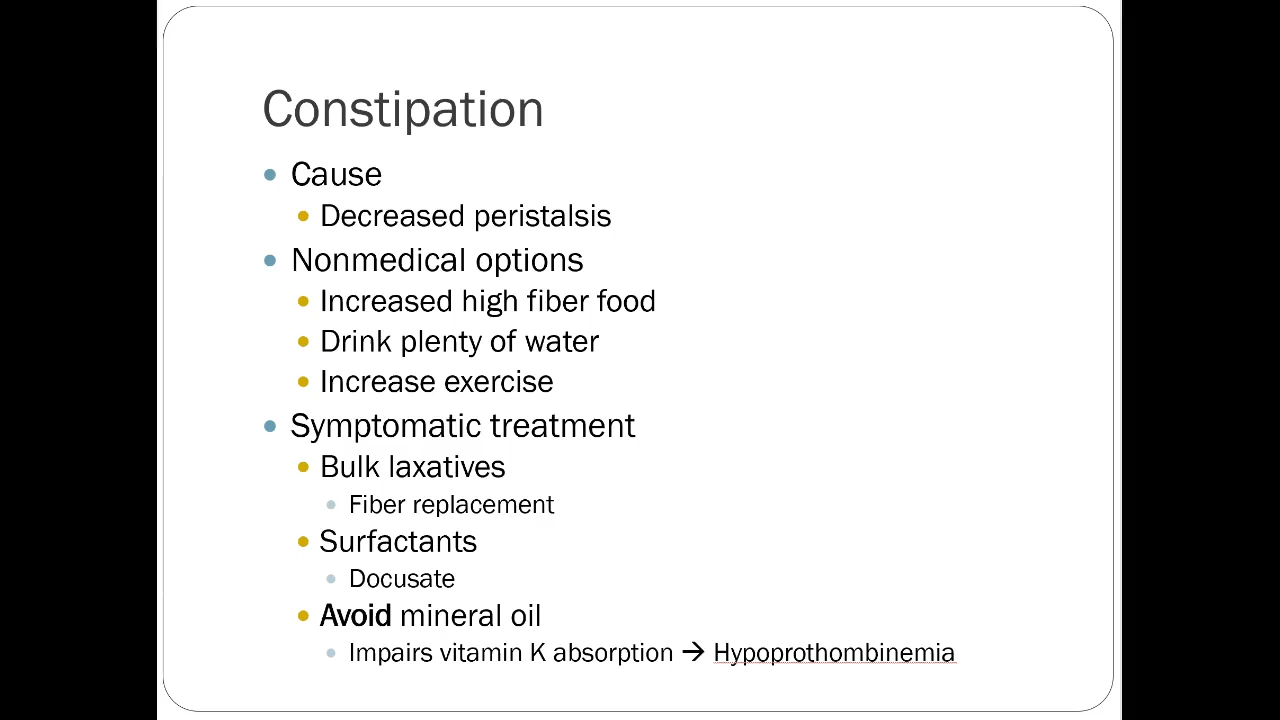 Constipation
Cause
Decreased peristalsis
Nonmedical options
Increased high fiber food
Drink plenty of water
Increase exercise
Symptomatic treatment
Bulk laxatives
Fiber replacement
Surfactants
Docusate
Avoid mineral oil
Impairs vitamin K absorption → Hypoprothombinemia